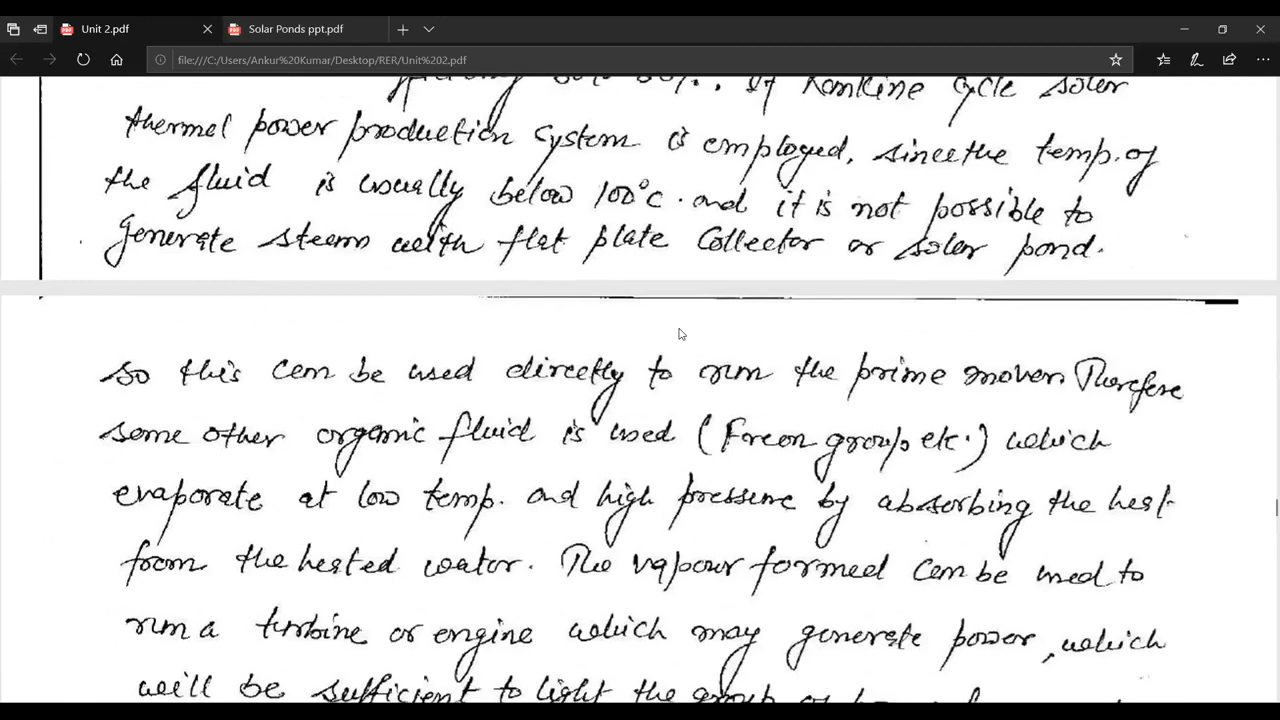 Unit 2.pdf
Solar Ponds ppt.pdf
file:///C:/Users/Ankur%20Kumar/Desktop/RER/Unit%202.pdf
If Rankine cycle soler
thermal power production system is employed, since the temp. of
the fluid is usually below 100°C. and it is not possible to
generate steam with flat plate collector or solar pond.
so this can be used directly to run the prime mover. Therefore
some other organic fluid is used (Freon group etc.) which
evaporate at low temp. and high pressure by absorbing the heat
from the heated water. The vapour formed can be used to
run a turbine or engine which may generate power, which
will be sufficient to light the group of